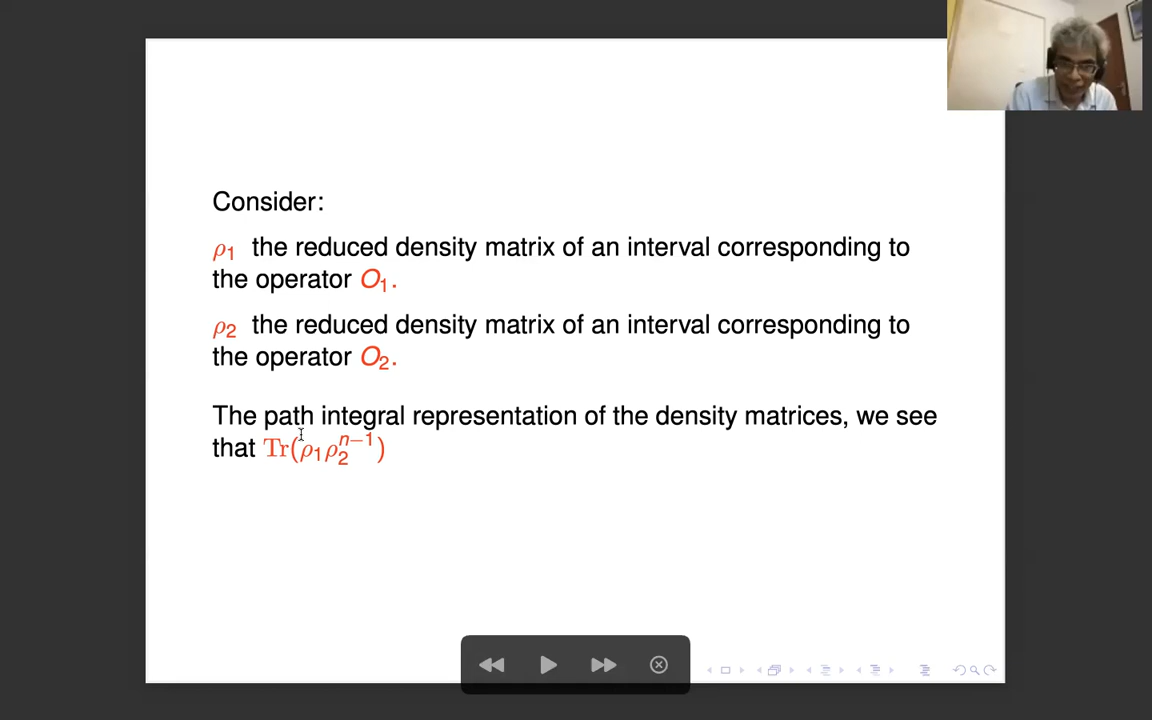 Consider:
ρ₁ the reduced density matrix of an interval corresponding to
the operator O₁.
ρ₂ the reduced density matrix of an interval corresponding to
the operator O₂.
The path integral representation of the density matrices, we see
that Tr(ρ₁ρ₂ⁿ⁻¹)